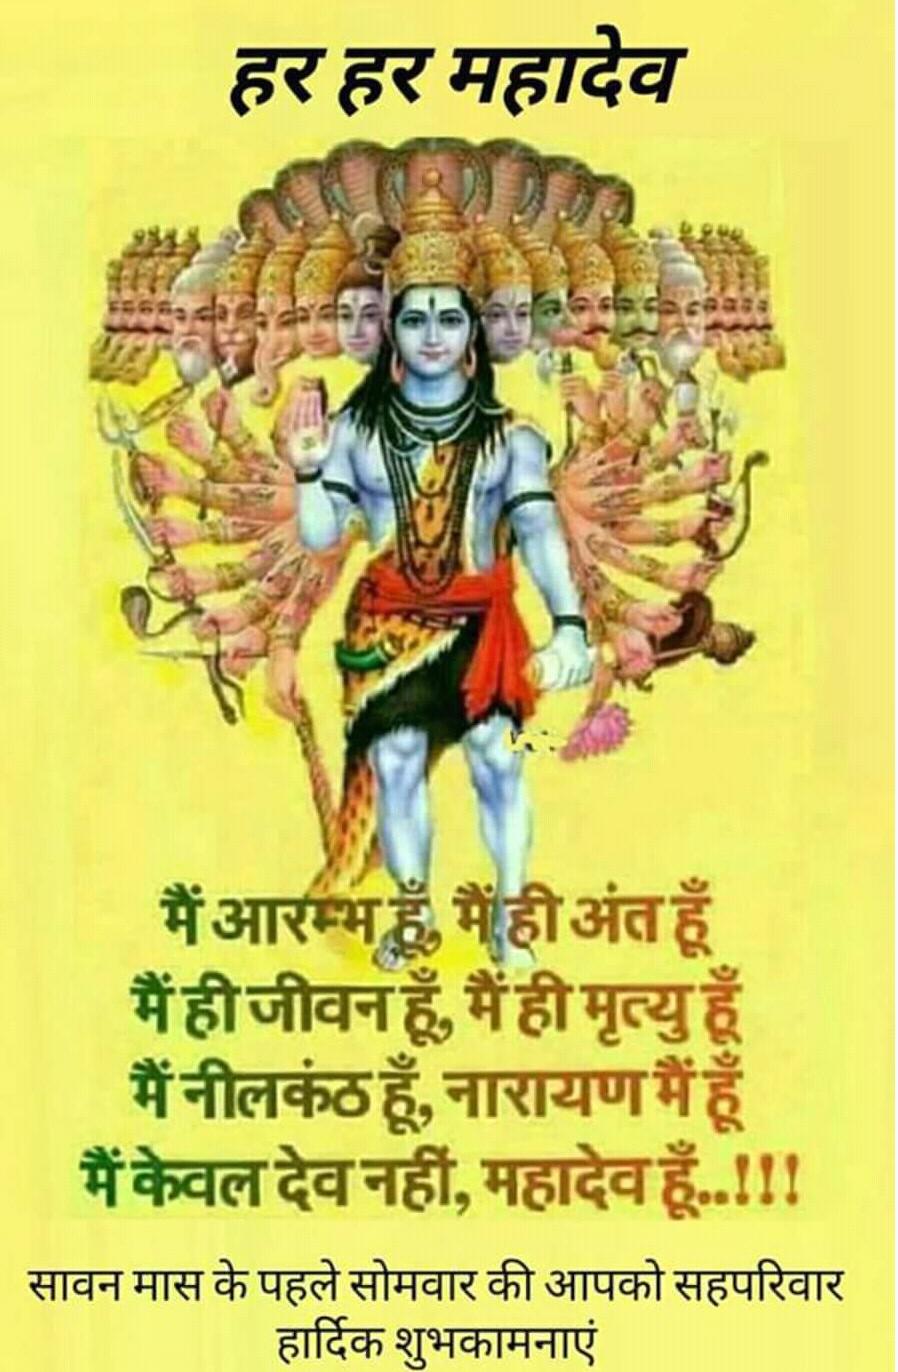 हर हर महादेव
मैं आरम्भ हूँ, मैं ही अंत हूँ
मैं ही जीवन हूँ, मैं ही मृत्यु हूँ
मैं नीलकंठ हूँ, नारायण मैं हूँ
मैं केवल देव नहीं, महादेव हूँ..!!!
सावन मास के पहले सोमवार की आपको सहपरिवार
हार्दिक शुभकामनाएं